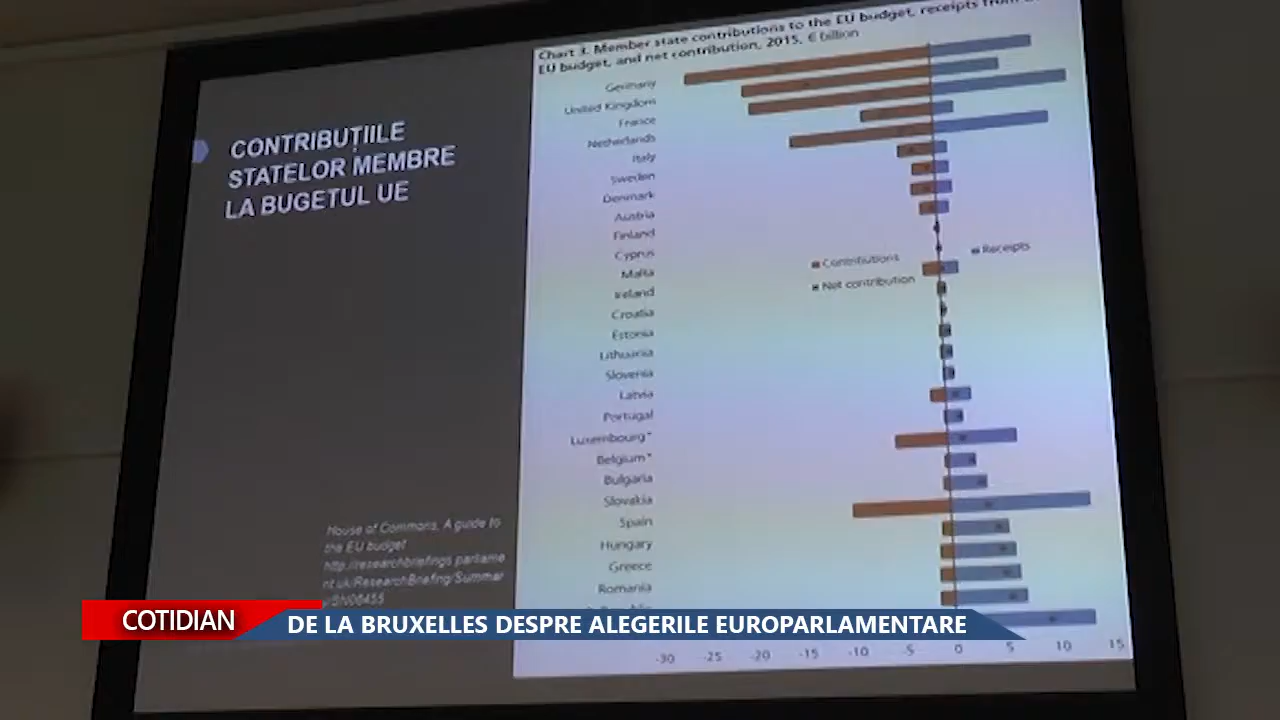 CONTRIBUȚIILE
STATELOR MEMBRE
LA BUGETUL UE
House of Commons, A guide to
the EU budget
http://researchbriefings.parliame
nt.uk/ResearchBriefing/Summar
y/SN06455
Chart 3. Member state contributions to the EU budget, receipts from
EU budget, and net contribution, 2015, € billion
Germany
United Kingdom
France
Netherlands
Italy
Sweden
Denmark
Austria
Finland
Cyprus
Malta
Ireland
Croatia
Estonia
Lithuania
Slovenia
Latvia
Portugal
Luxembourg*
Belgium*
Bulgaria
Slovakia
Spain
Hungary
Greece
Romania
Contributions
Receipts
Net contribution
-30 -25 -20 -15 -10 -5 0 5 10 15
COTIDIAN
DE LA BRUXELLES DESPRE ALEGERILE EUROPARLAMENTARE